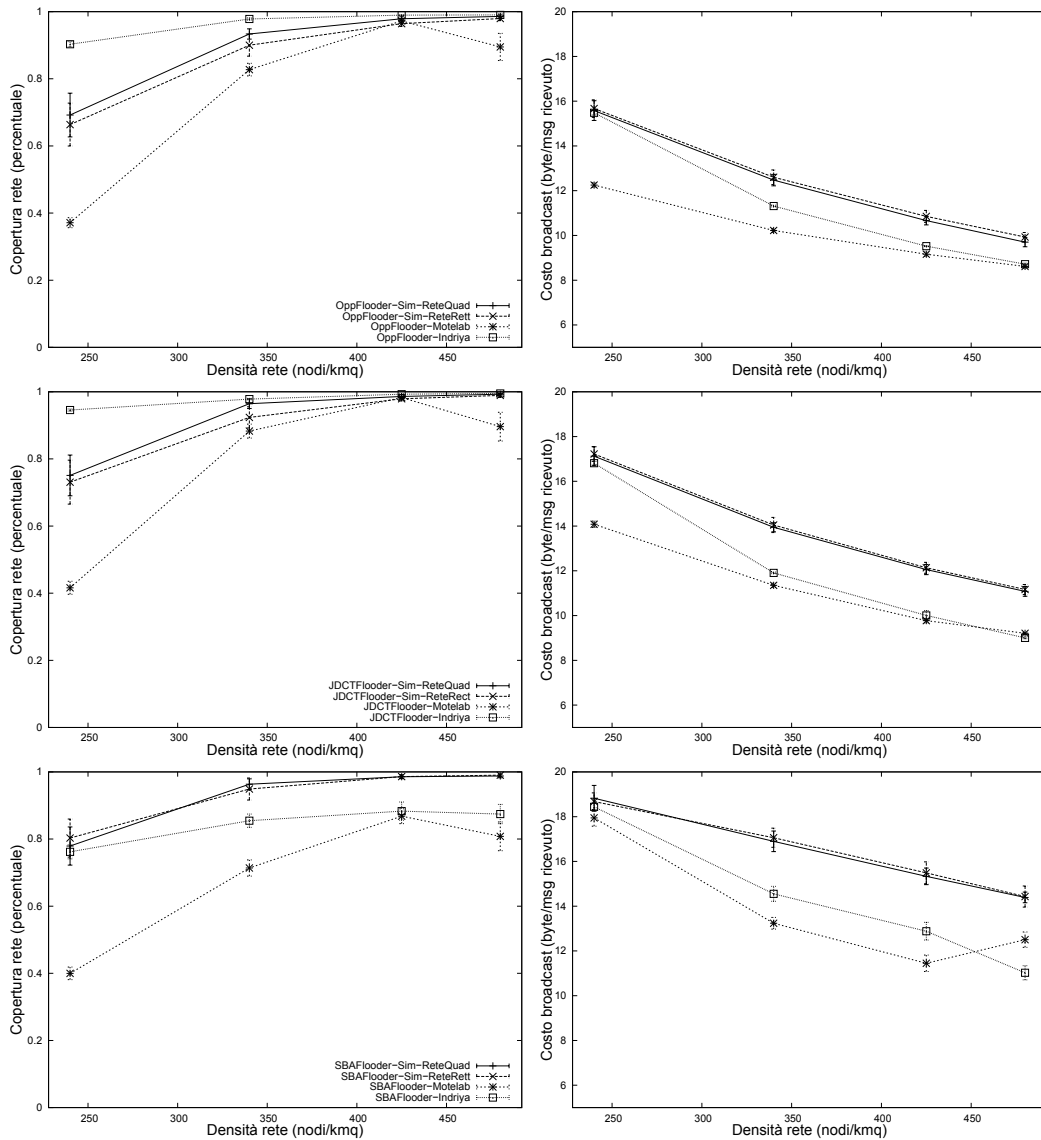 1
0.8
0.6
0.4
0.2
0
Copertura rete (percentuale)
250 300 350 400 450
Densità rete (nodi/kmq)
OppFlooder-Sim-ReteQuad
OppFlooder-Sim-ReteRett
OppFlooder-Motelab
OppFlooder-Indriya
20
18
16
14
12
10
8
6
Costo broadcast (byte/msg ricevuto)
250 300 350 400 450
Densità rete (nodi/kmq)
1
0.8
0.6
0.4
0.2
0
Copertura rete (percentuale)
250 300 350 400 450
Densità rete (nodi/kmq)
JDCTFlooder-Sim-ReteQuad
JDCTFlooder-Sim-ReteRect
JDCTFlooder-Motelab
JDCTFlooder-Indriya
20
18
16
14
12
10
8
6
Costo broadcast (byte/msg ricevuto)
250 300 350 400 450
Densità rete (nodi/kmq)
1
0.8
0.6
0.4
0.2
0
Copertura rete (percentuale)
250 300 350 400 450
Densità rete (nodi/kmq)
SBAFlooder-Sim-ReteQuad
SBAFlooder-Sim-ReteRett
SBAFlooder-Motelab
SBAFlooder-Indriya
20
18
16
14
12
10
8
6
Costo broadcast (byte/msg ricevuto)
250 300 350 400 450
Densità rete (nodi/kmq)